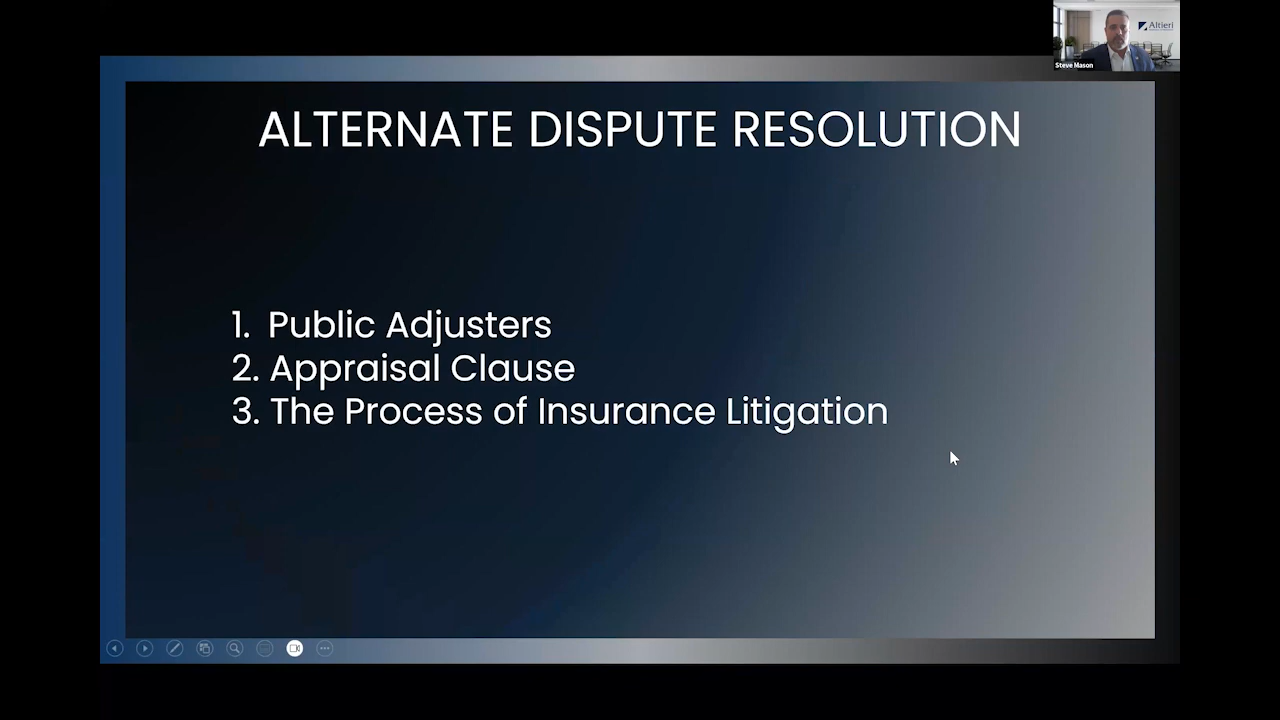 Altieri
Steve Mason
ALTERNATE DISPUTE RESOLUTION
1. Public Adjusters
2. Appraisal Clause
3. The Process of Insurance Litigation